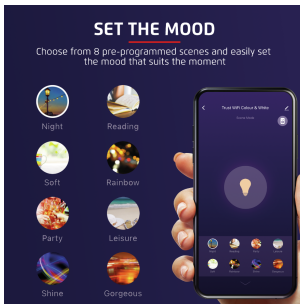 SET THE MOOD
Choose from 8 pre-programmed scenes and easily set
the mood that suits the moment
Night
Reading
Soft
Rainbow
Party
Leisure
Shine
Gorgeous
Trust WiFi Colour & White